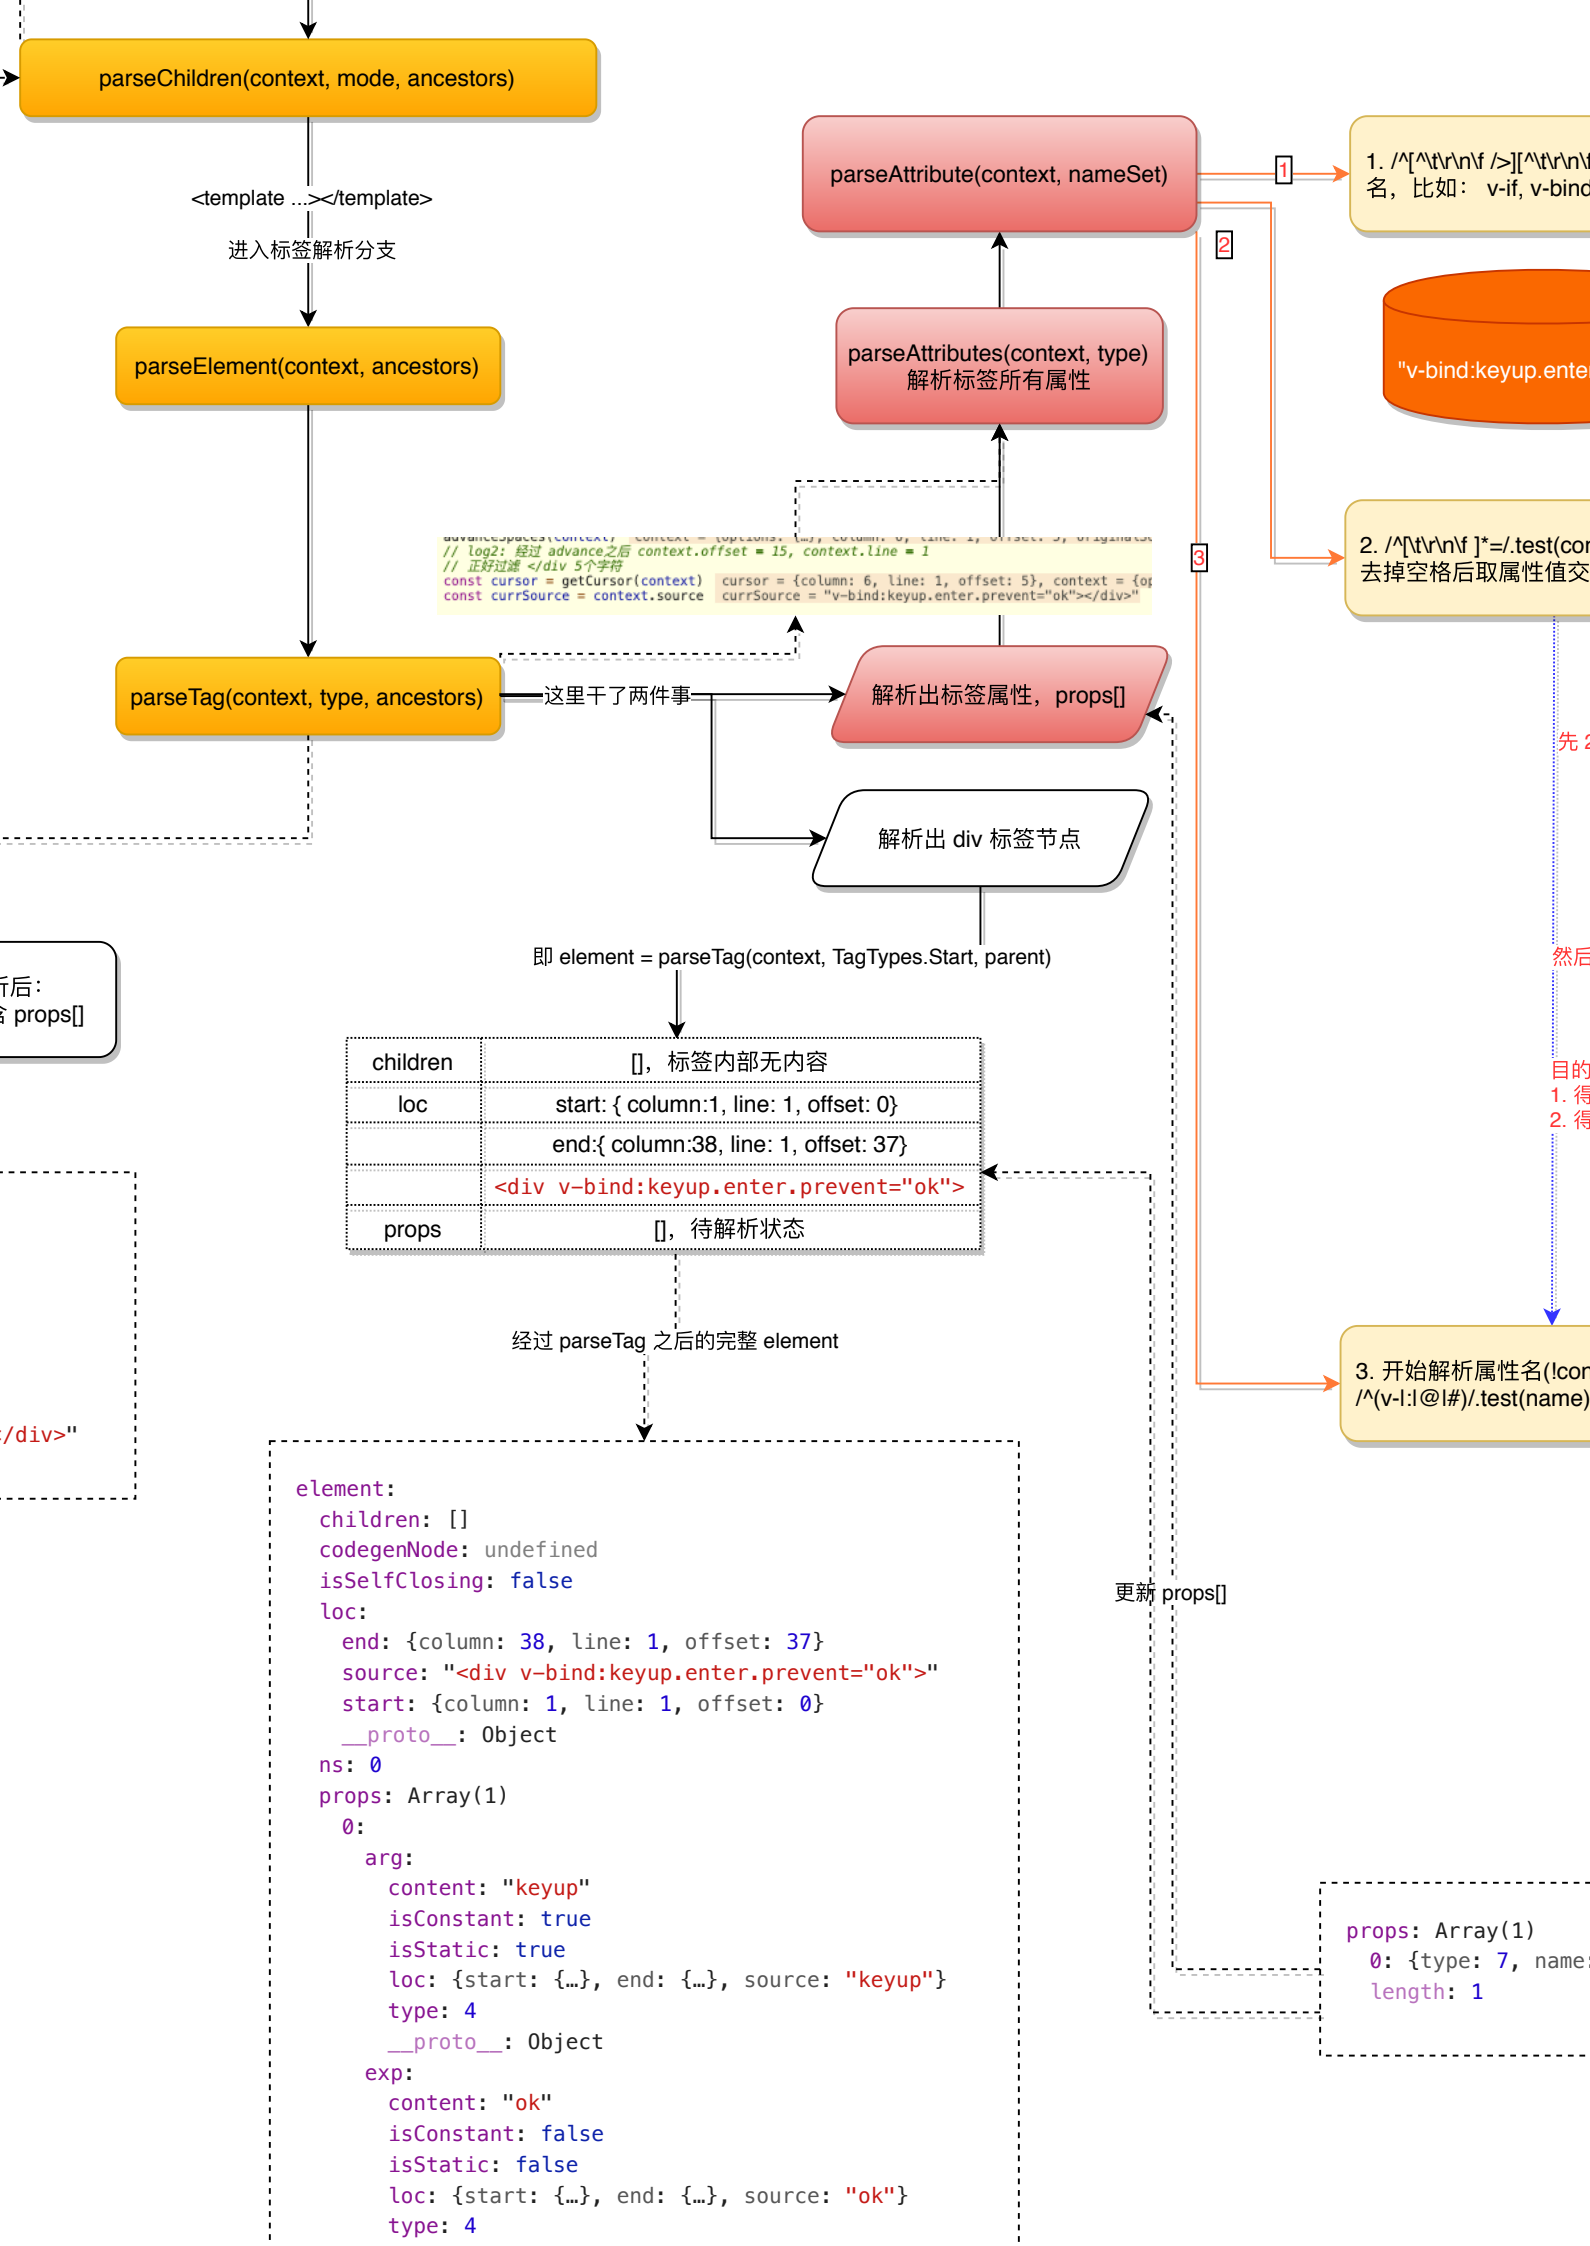 parseChildren(context, mode, ancestors)
<template ...></template>
进入标签解析分支
parseElement(context, ancestors)
parseTag(context, type, ancestors)
parseAttribute(context, nameSet)
parseAttributes(context, type)
解析标签所有属性
1
2
3
1. /^[^\t\r\n\f />][^\t\r\n\f
名，比如： v-if, v-bind
"v-bind:keyup.enter
2. /^[\t\r\n\f ]*=/.test(con
去掉空格后取属性值交
// log2: 经过 advance之后 context.offset = 15, context.line = 1
// 正好过滤 </div 5个字符
const cursor = getCursor(context) cursor = {column: 6, line: 1, offset: 5}, context = {op
const currSource = context.source currSource = "v-bind:keyup.enter.prevent="ok"></div>"
这里干了两件事
解析出标签属性，props[]
解析出 div 标签节点
即 element = parseTag(context, TagTypes.Start, parent)
先 2
然后
目的
1. 得
2. 得
后：
props[]
children
[]，标签内部无内容
loc
start: { column:1, line: 1, offset: 0}
end:{ column:38, line: 1, offset: 37}
<div v-bind:keyup.enter.prevent="ok">
props
[]，待解析状态
经过 parseTag 之后的完整 element
3. 开始解析属性名(!con
/^(v-|:|@|#)/.test(name)
/div>"
element:
children: []
codegenNode: undefined
isSelfClosing: false
loc:
end: {column: 38, line: 1, offset: 37}
source: "<div v-bind:keyup.enter.prevent="ok">"
start: {column: 1, line: 1, offset: 0}
__proto__: Object
ns: 0
props: Array(1)
0:
arg:
content: "keyup"
isConstant: true
isStatic: true
loc: {start: {…}, end: {…}, source: "keyup"}
type: 4
__proto__: Object
exp:
content: "ok"
isConstant: false
isStatic: false
loc: {start: {…}, end: {…}, source: "ok"}
type: 4
更新 props[]
props: Array(1)
0: {type: 7, name:
length: 1